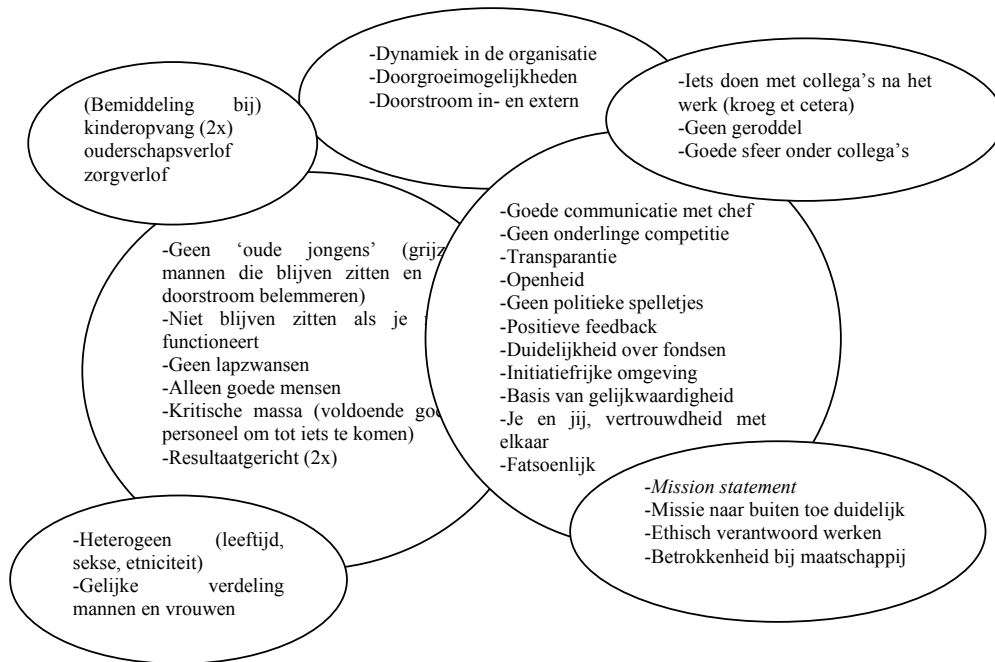 -Dynamiek in de organisatie
-Doorgroeimogelijkheden
-Doorstroom in- en extern
(Bemiddeling bij)
kinderopvang (2x)
ouderschapsverlof
zorgverlof
-Iets doen met collega’s na het
werk (kroeg et cetera)
-Geen geroddel
-Goede sfeer onder collega’s
-Geen ‘oude jongens’ (grijz
mannen die blijven zitten en
doorstroom belemmeren)
-Niet blijven zitten als je
functioneert
-Geen lapzwansen
-Alleen goede mensen
-Kritische massa (voldoende goe
personeel om tot iets te komen)
-Resultaatgericht (2x)
-Goede communicatie met chef
-Geen onderlinge competitie
-Transparantie
-Openheid
-Geen politieke spelletjes
-Positieve feedback
-Duidelijkheid over fondsen
-Initiatiefrijke omgeving
-Basis van gelijkwaardigheid
-Je en jij, vertrouwdheid met
elkaar
-Fatsoenlijk
-Heterogeen (leeftijd,
sekse, etniciteit)
-Gelijke verdeling
mannen en vrouwen
-Mission statement
-Missie naar buiten toe duidelijk
-Ethisch verantwoord werken
-Betrokkenheid bij maatschappij